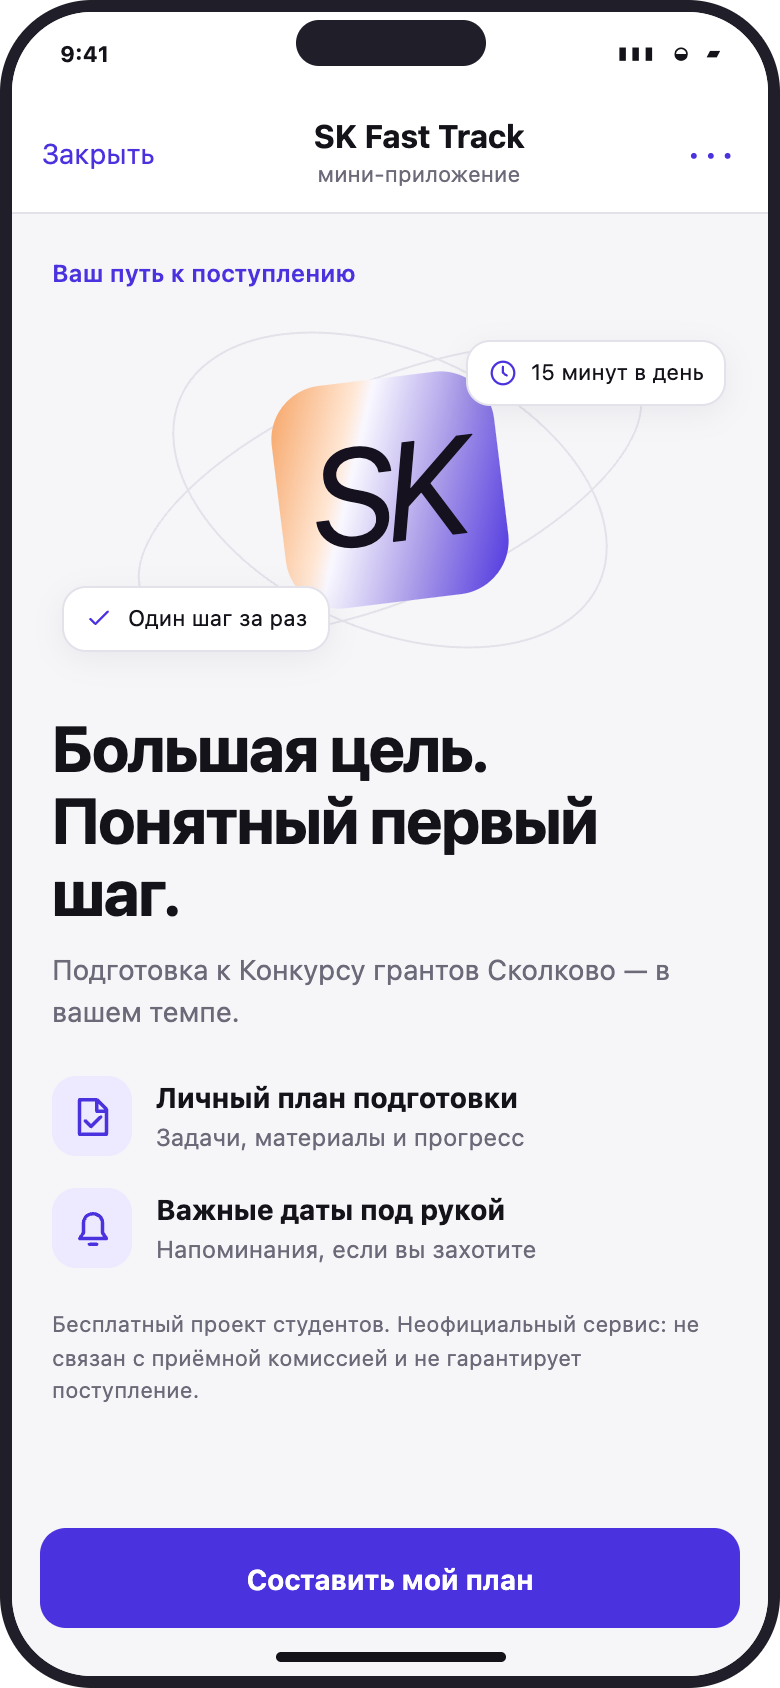 9:41
Закрыть
SK Fast Track
мини-приложение
Ваш путь к поступлению
15 минут в день
SK
Один шаг за раз
Большая цель.
Понятный первый
шаг.
Подготовка к Конкурсу грантов Сколково — в
вашем темпе.
Личный план подготовки
Задачи, материалы и прогресс
Важные даты под рукой
Напоминания, если вы захотите
Бесплатный проект студентов. Неофициальный сервис: не
связан с приёмной комиссией и не гарантирует
поступление.
Составить мой план